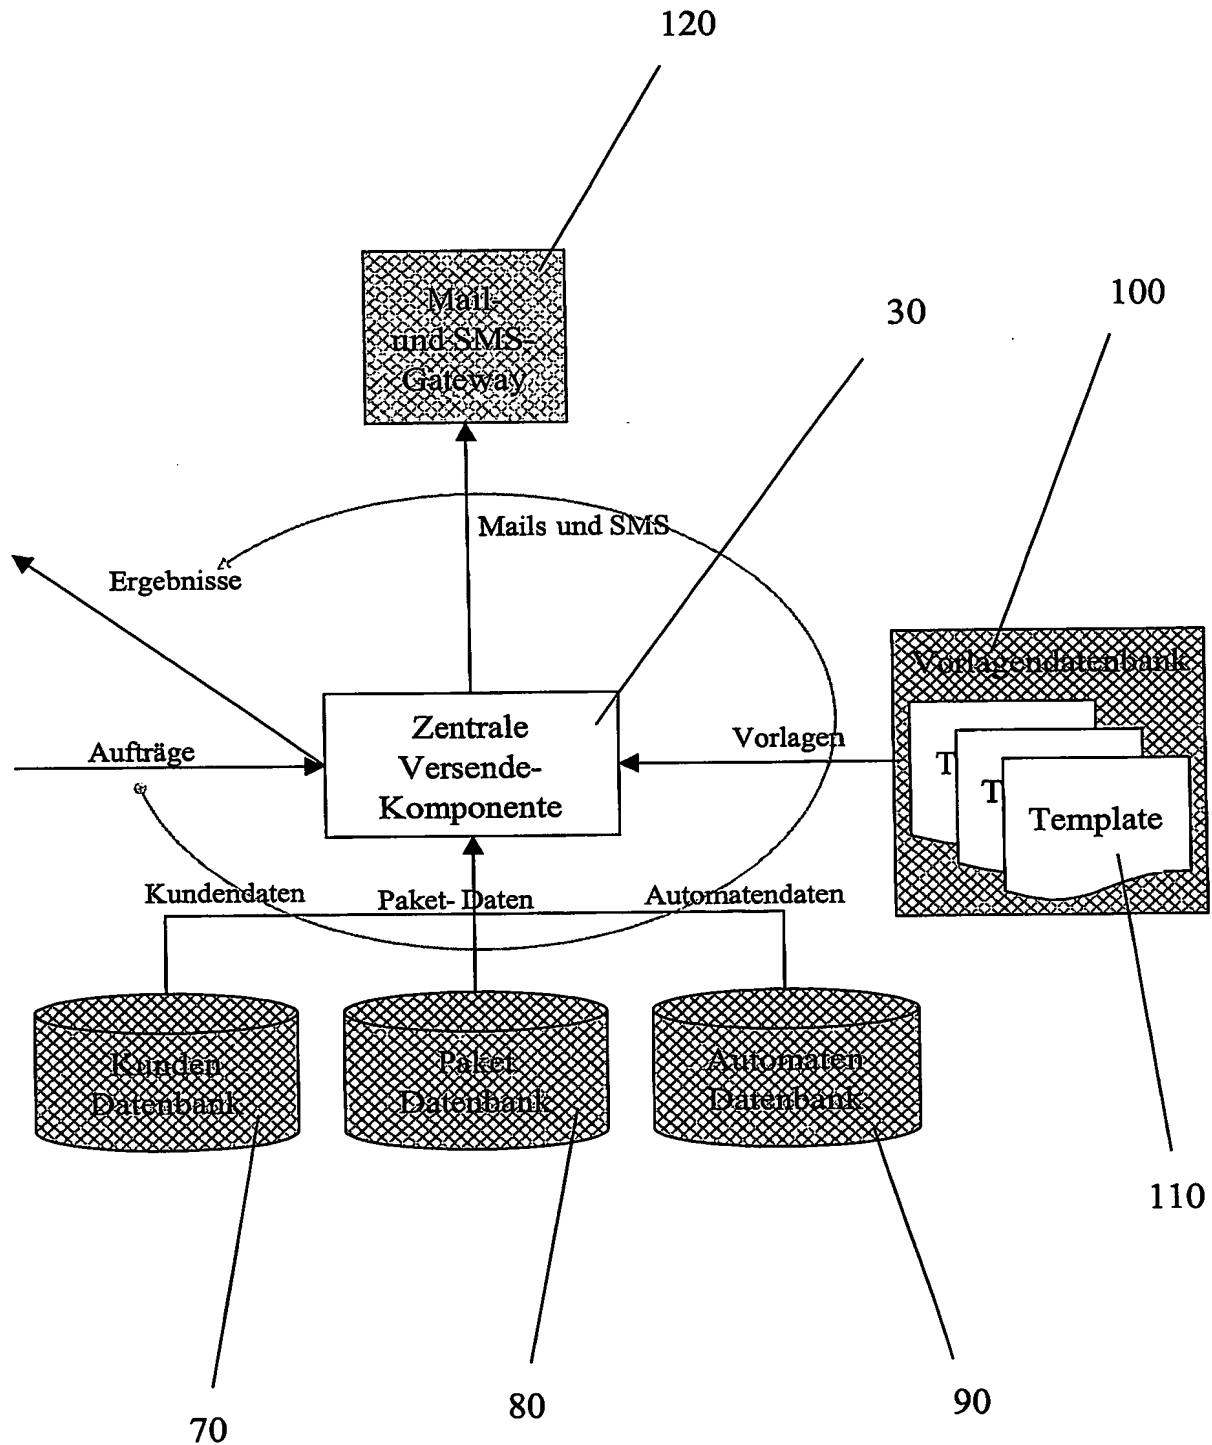 120
Mail-
und SMS-
Gateway
30
100
Mails und SMS
Ergebnisse
Vorlagendatenbank
Zentrale
Versende-
Komponente
Aufträge
Vorlagen
T
T
Template
Kundendaten
Paket- Daten
Automatendaten
Kunden
Datenbank
Paket
Datenbank
Automaten
Datenbank
110
70
80
90